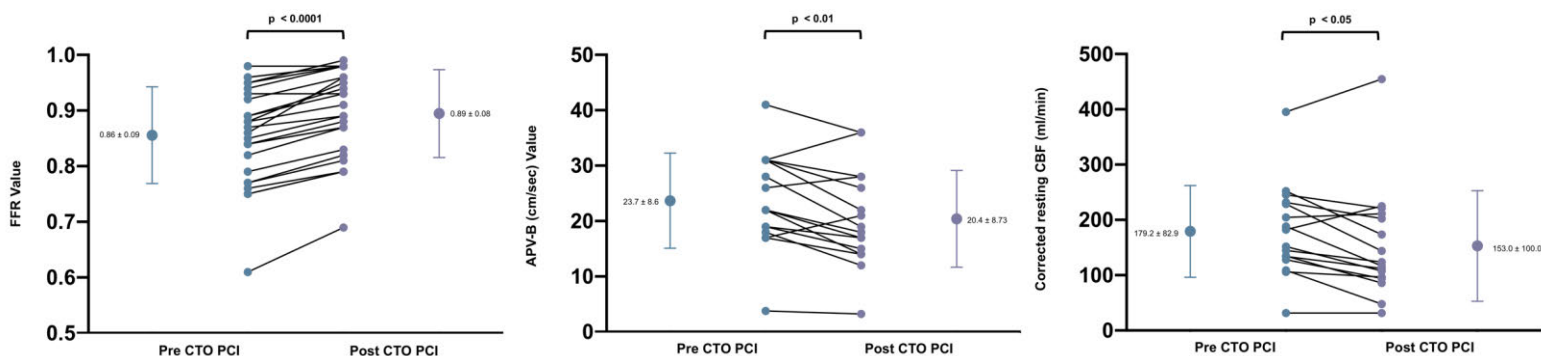 p < 0.0001
FFR Value
1.0
0.9
0.8
0.7
0.6
0.5
0.86 ± 0.09
0.89 ± 0.08
Pre CTO PCI
Post CTO PCI
p < 0.01
APV-B (cm/sec) Value
50
40
30
20
10
0
23.7 ± 8.6
20.4 ± 8.73
Pre CTO PCI
Post CTO PCI
p < 0.05
Corrected resting CBF (ml/min)
500
400
300
200
100
0
179.2 ± 82.9
153.0 ± 100.0
Pre CTO PCI
Post CTO PCI